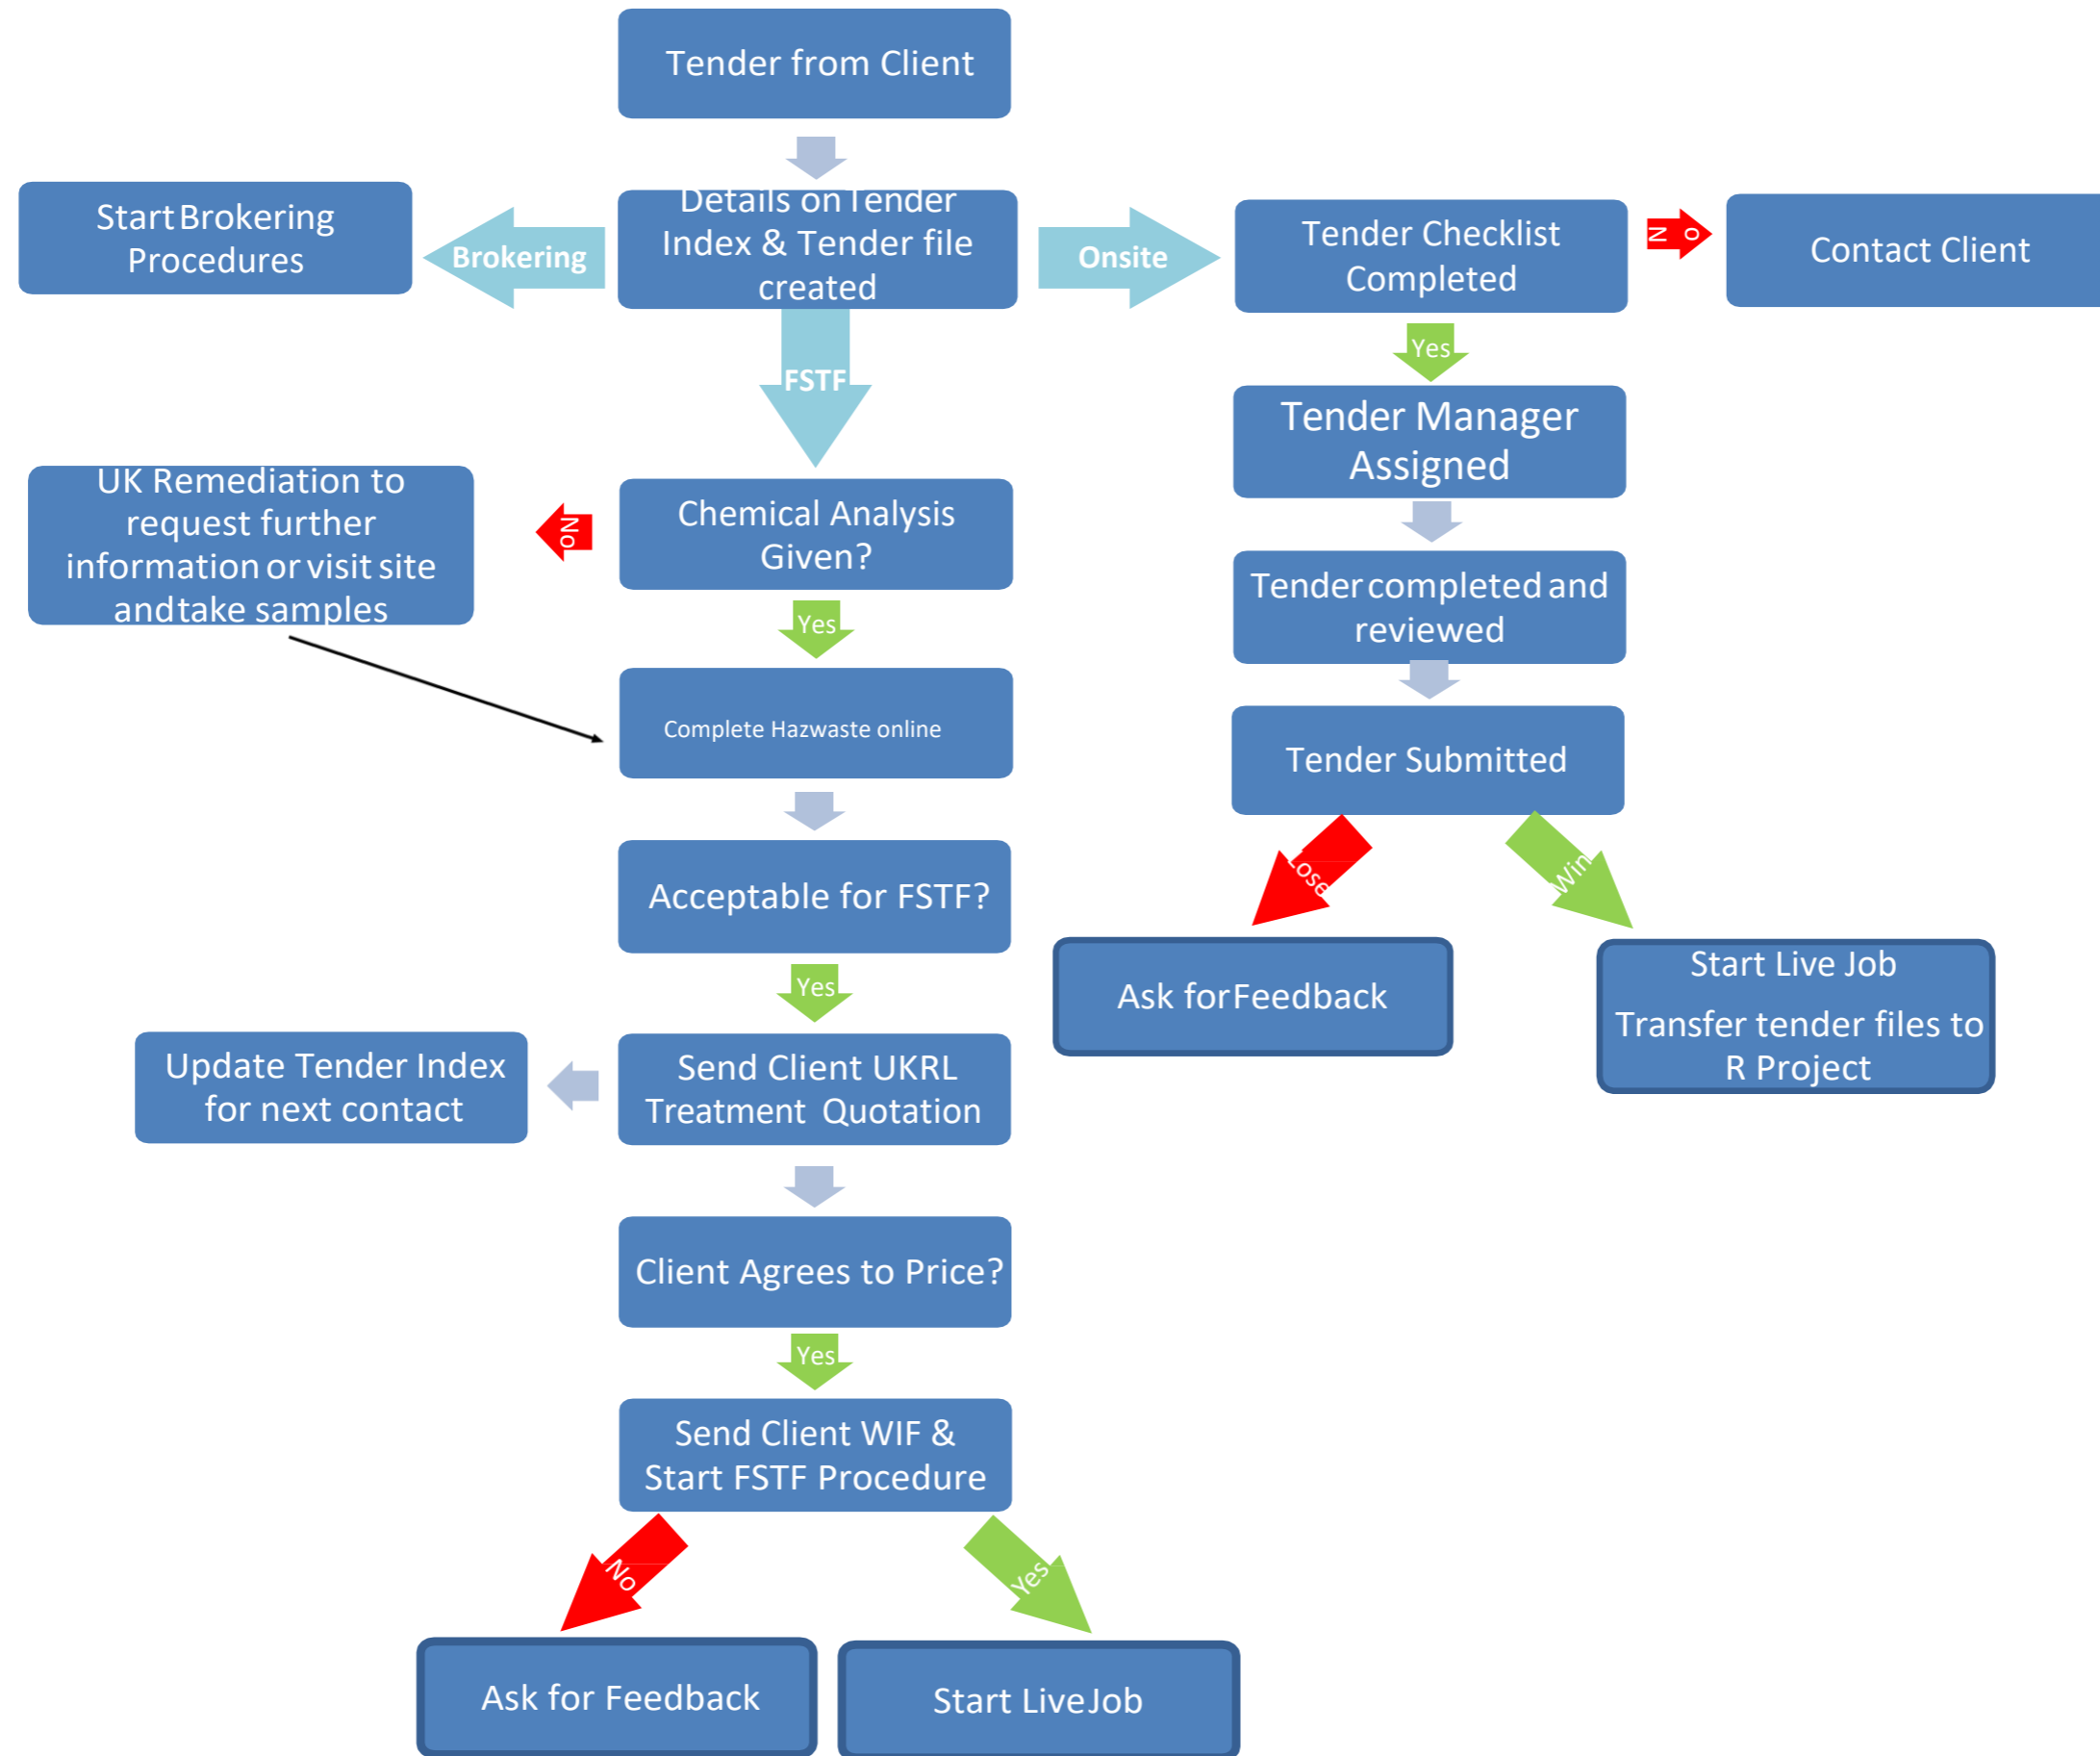 Tender from Client
Start Brokering
Procedures
Brokering
Details on Tender
Index & Tender file
created
Onsite
Tender Checklist
Completed
No
Contact Client
Yes
FSTF
Tender Manager
Assigned
UK Remediation to
request further
information or visit site
andtake samples
No
Chemical Analysis
Given?
Yes
Tender completed and
reviewed
Complete Hazwaste online
Tender Submitted
Lose
Win
Acceptable for FSTF?
Yes
Ask for Feedback
Start Live Job
Transfer tender files to
R Project
Update Tender Index
for next contact
Send Client UKRL
Treatment Quotation
Client Agrees to Price?
Yes
Send Client WIF &
Start FSTF Procedure
No
Yes
Ask for Feedback
Start Live Job